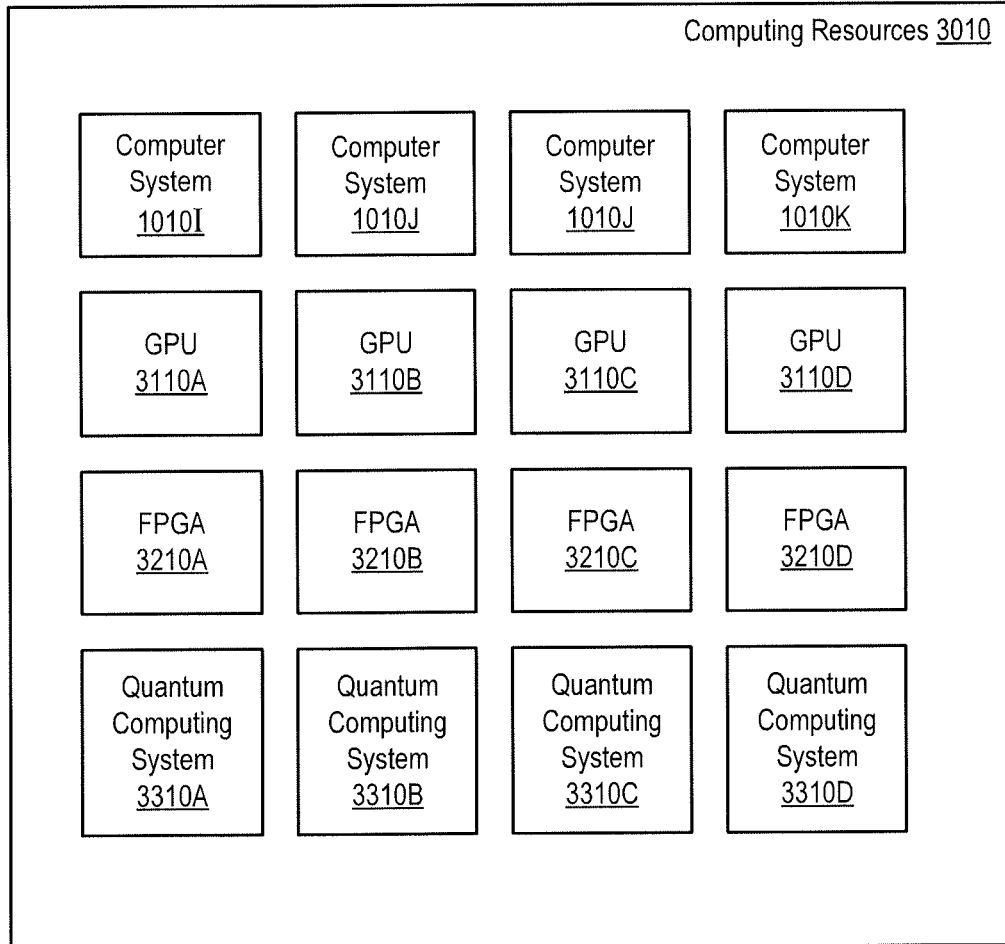 Computing Resources 3010
Computer System 1010I
Computer System 1010J
Computer System 1010J
Computer System 1010K
GPU 3110A
GPU 3110B
GPU 3110C
GPU 3110D
FPGA 3210A
FPGA 3210B
FPGA 3210C
FPGA 3210D
Quantum Computing System 3310A
Quantum Computing System 3310B
Quantum Computing System 3310C
Quantum Computing System 3310D